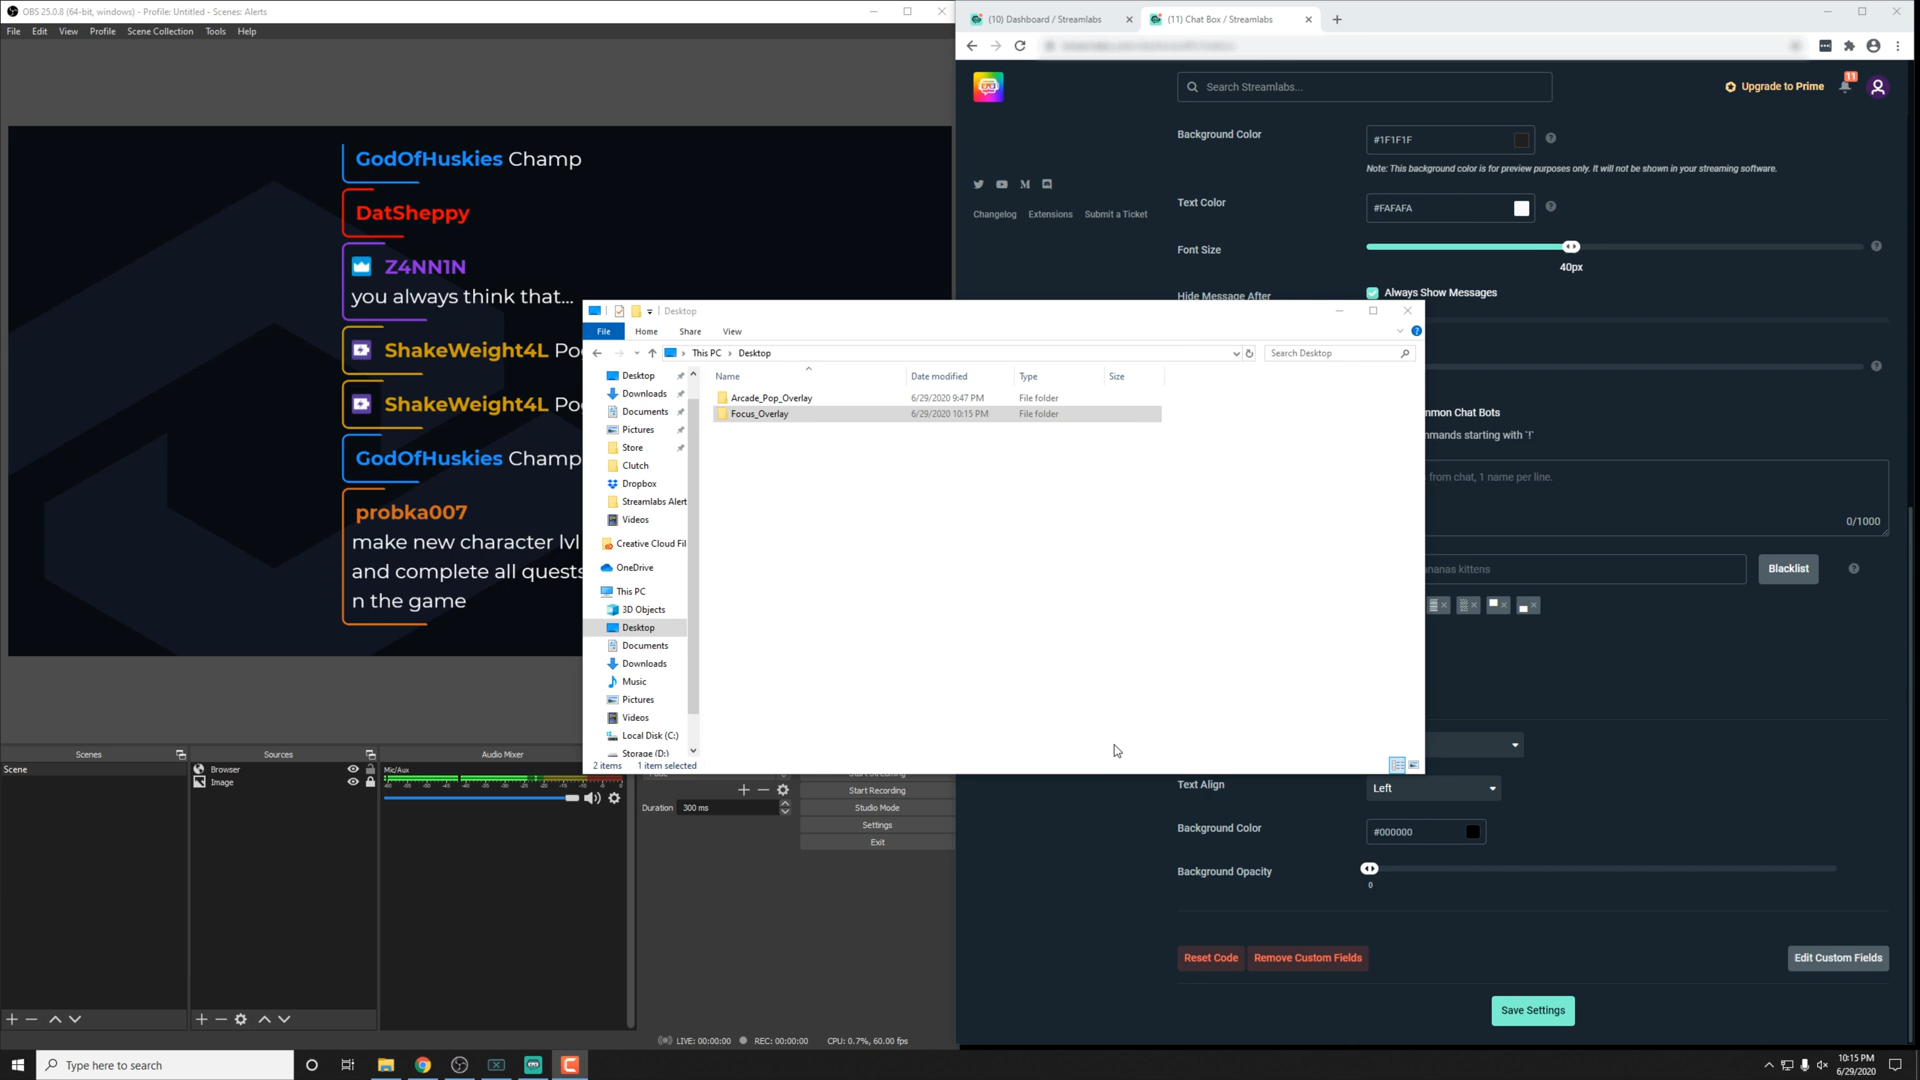 OBS 25.0.8 (64-bit, windows) - Profile: Untitled - Scenes: Alerts
File Edit View Profile Scene Collection Tools Help
GodOfHuskies Champ
DatSheppy
Z4NN1N
you always think that...
ShakeWeight4L
ShakeWeight4L
GodOfHuskies Champ
probka007
make new character lvl
and complete all quests
n the game
Scenes
Scene
Sources
Browser
Image
Audio Mixer
Mic/Aux
Duration 300 ms
Start Recording
Studio Mode
Settings
Exit
LIVE: 00:00:00 REC: 00:00:00 CPU: 0.7%, 60.00 fps
(10) Dashboard / Streamlabs
(11) Chat Box / Streamlabs
Search Streamlabs...
Upgrade to Prime
11
Changelog Extensions Submit a Ticket
Background Color
#1F1F1F
Note: This background color is for preview purposes only. It will not be shown in your streaming software.
Text Color
#FAFAFA
Font Size
40px
Hide Message After
Always Show Messages
mmon Chat Bots
mmands starting with `!`
from chat, 1 name per line.
0/1000
ananas kittens
Blacklist
Text Align
Left
Background Color
#000000
Background Opacity
0
Reset Code
Remove Custom Fields
Edit Custom Fields
Save Settings
Desktop
File Home Share View
This PC > Desktop
Search Desktop
Name Date modified Type Size
Arcade_Pop_Overlay 6/29/2020 9:47 PM File folder
Focus_Overlay 6/29/2020 10:15 PM File folder
Desktop
Downloads
Documents
Pictures
Store
Clutch
Dropbox
Streamlabs Alert
Videos
Creative Cloud Fil
OneDrive
This PC
3D Objects
Desktop
Documents
Downloads
Music
Pictures
Videos
Local Disk (C:)
Storage (D:)
2 items 1 item selected
Type here to search
10:15 PM
6/29/2020